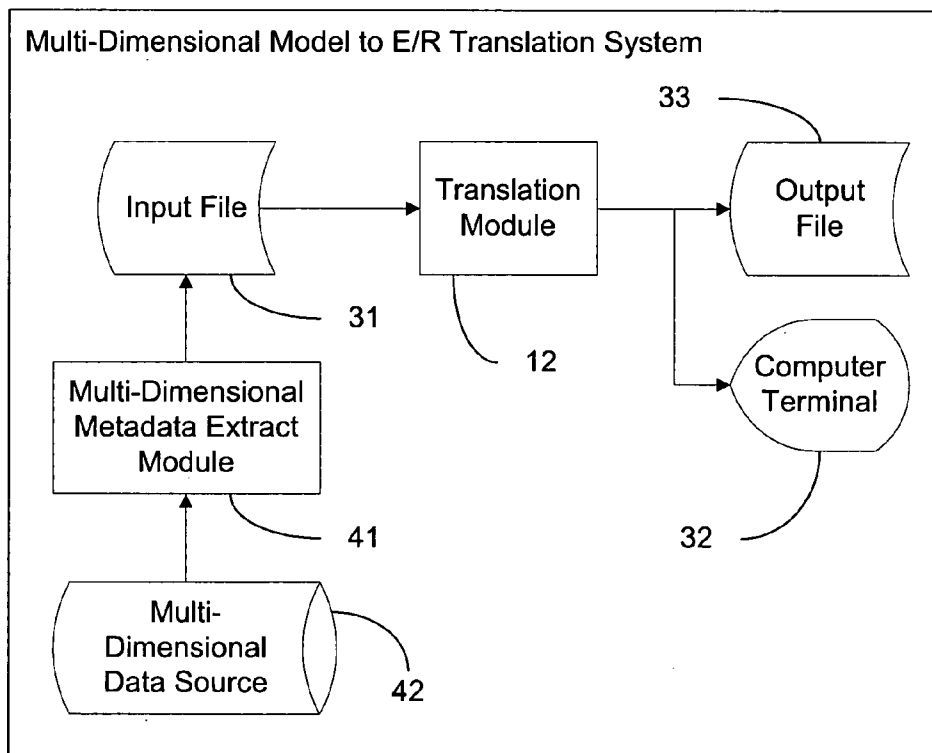 Multi-Dimensional Model to E/R Translation System
33
Input File
Translation
Module
Output
File
31
12
Computer
Terminal
Multi-Dimensional
Metadata Extract
Module
41
32
Multi-
Dimensional
Data Source
42